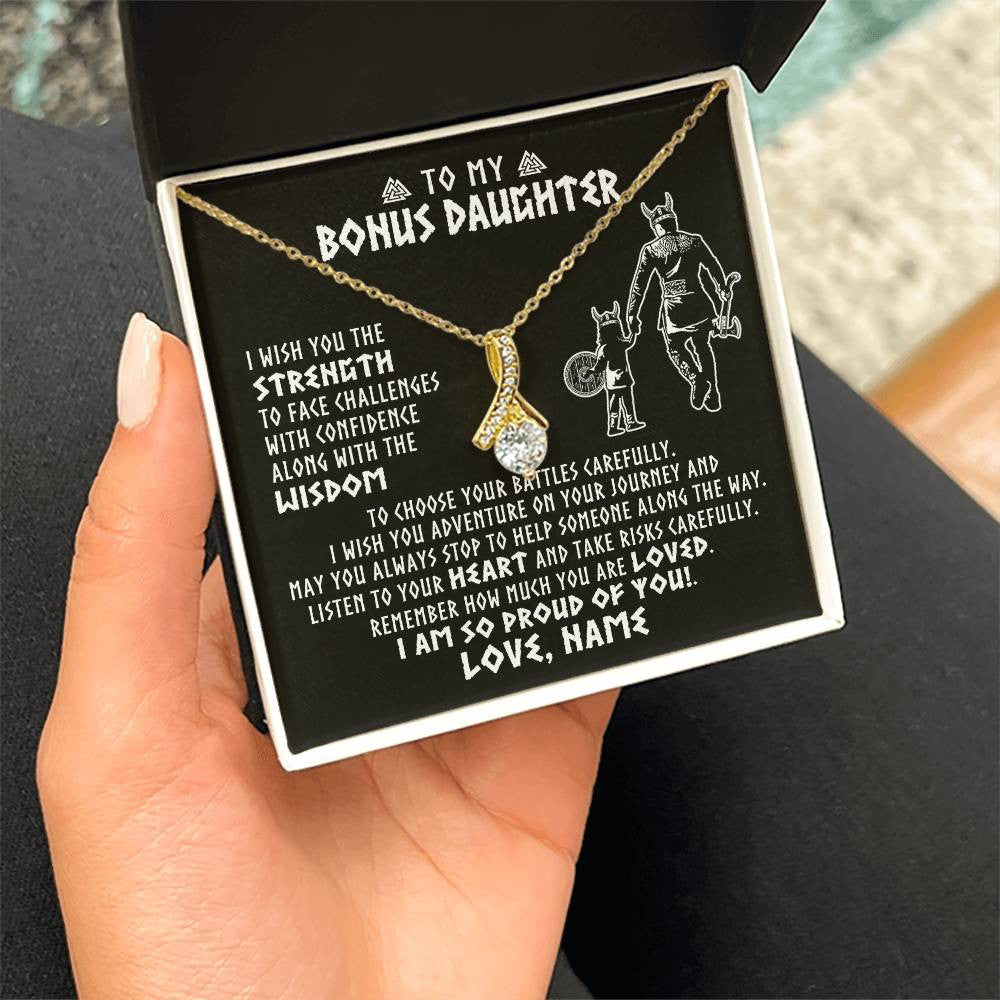 TO MY
BONUS DAUGHTER
I WISH YOU THE
STRENGTH
TO FACE CHALLENGES
WITH CONFIDENCE
ALONG WITH THE
WISDOM
TO CHOOSE YOUR BATTLES CAREFULLY.
I WISH YOU ADVENTURE ON YOUR JOURNEY AND
MAY YOU ALWAYS STOP TO HELP SOMEONE ALONG THE WAY.
LISTEN TO YOUR HEART AND TAKE RISKS CAREFULLY.
REMEMBER HOW MUCH YOU ARE LOVED.
I AM SO PROUD OF YOU!.
LOVE, NAME